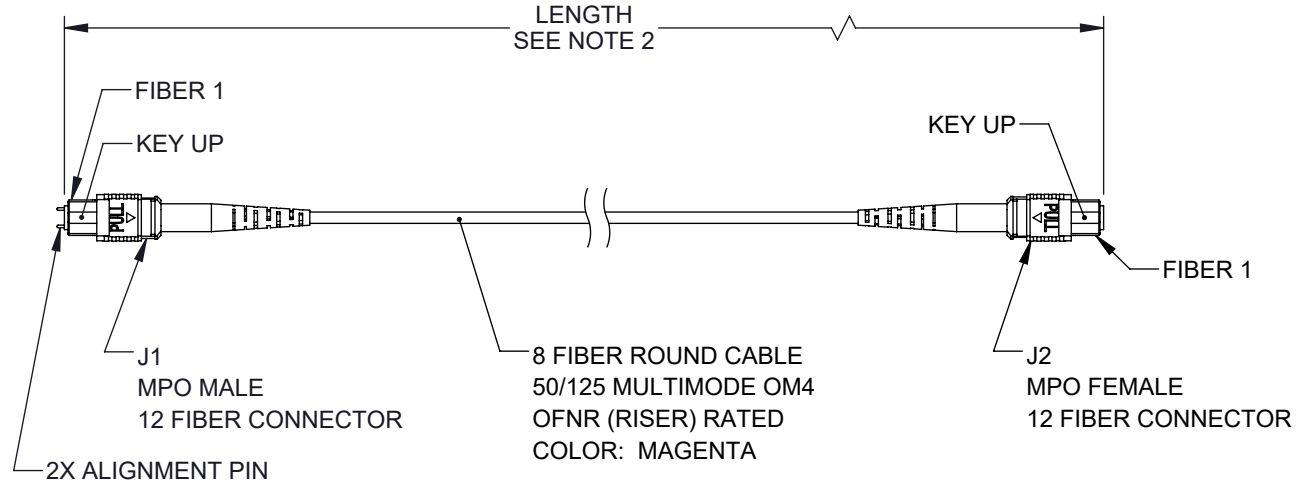 LENGTH
SEE NOTE 2
FIBER 1
KEY UP
KEY UP
PULL
PULL
FIBER 1
J1
MPO MALE
12 FIBER CONNECTOR
8 FIBER ROUND CABLE
50/125 MULTIMODE OM4
OFNR (RISER) RATED
COLOR: MAGENTA
J2
MPO FEMALE
12 FIBER CONNECTOR
2X ALIGNMENT PIN